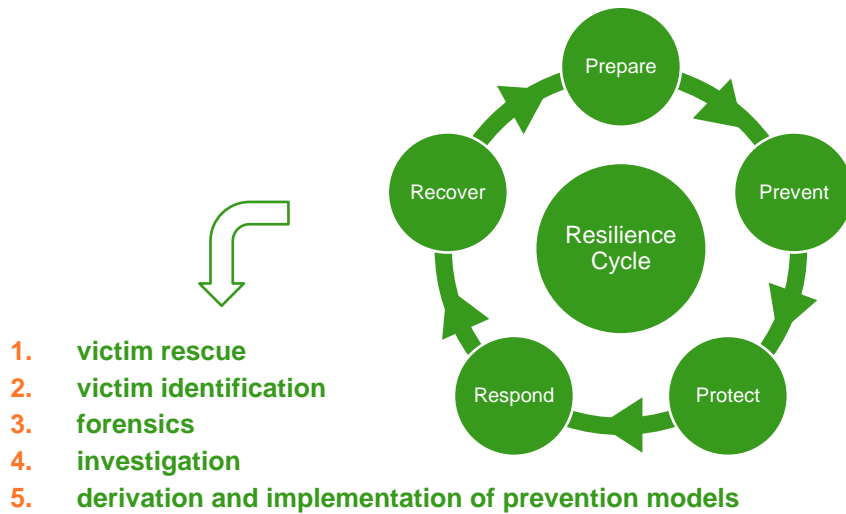 Prepare
Recover
Prevent
Resilience
Cycle
Respond
Protect
1. victim rescue
2. victim identification
3. forensics
4. investigation
5. derivation and implementation of prevention models